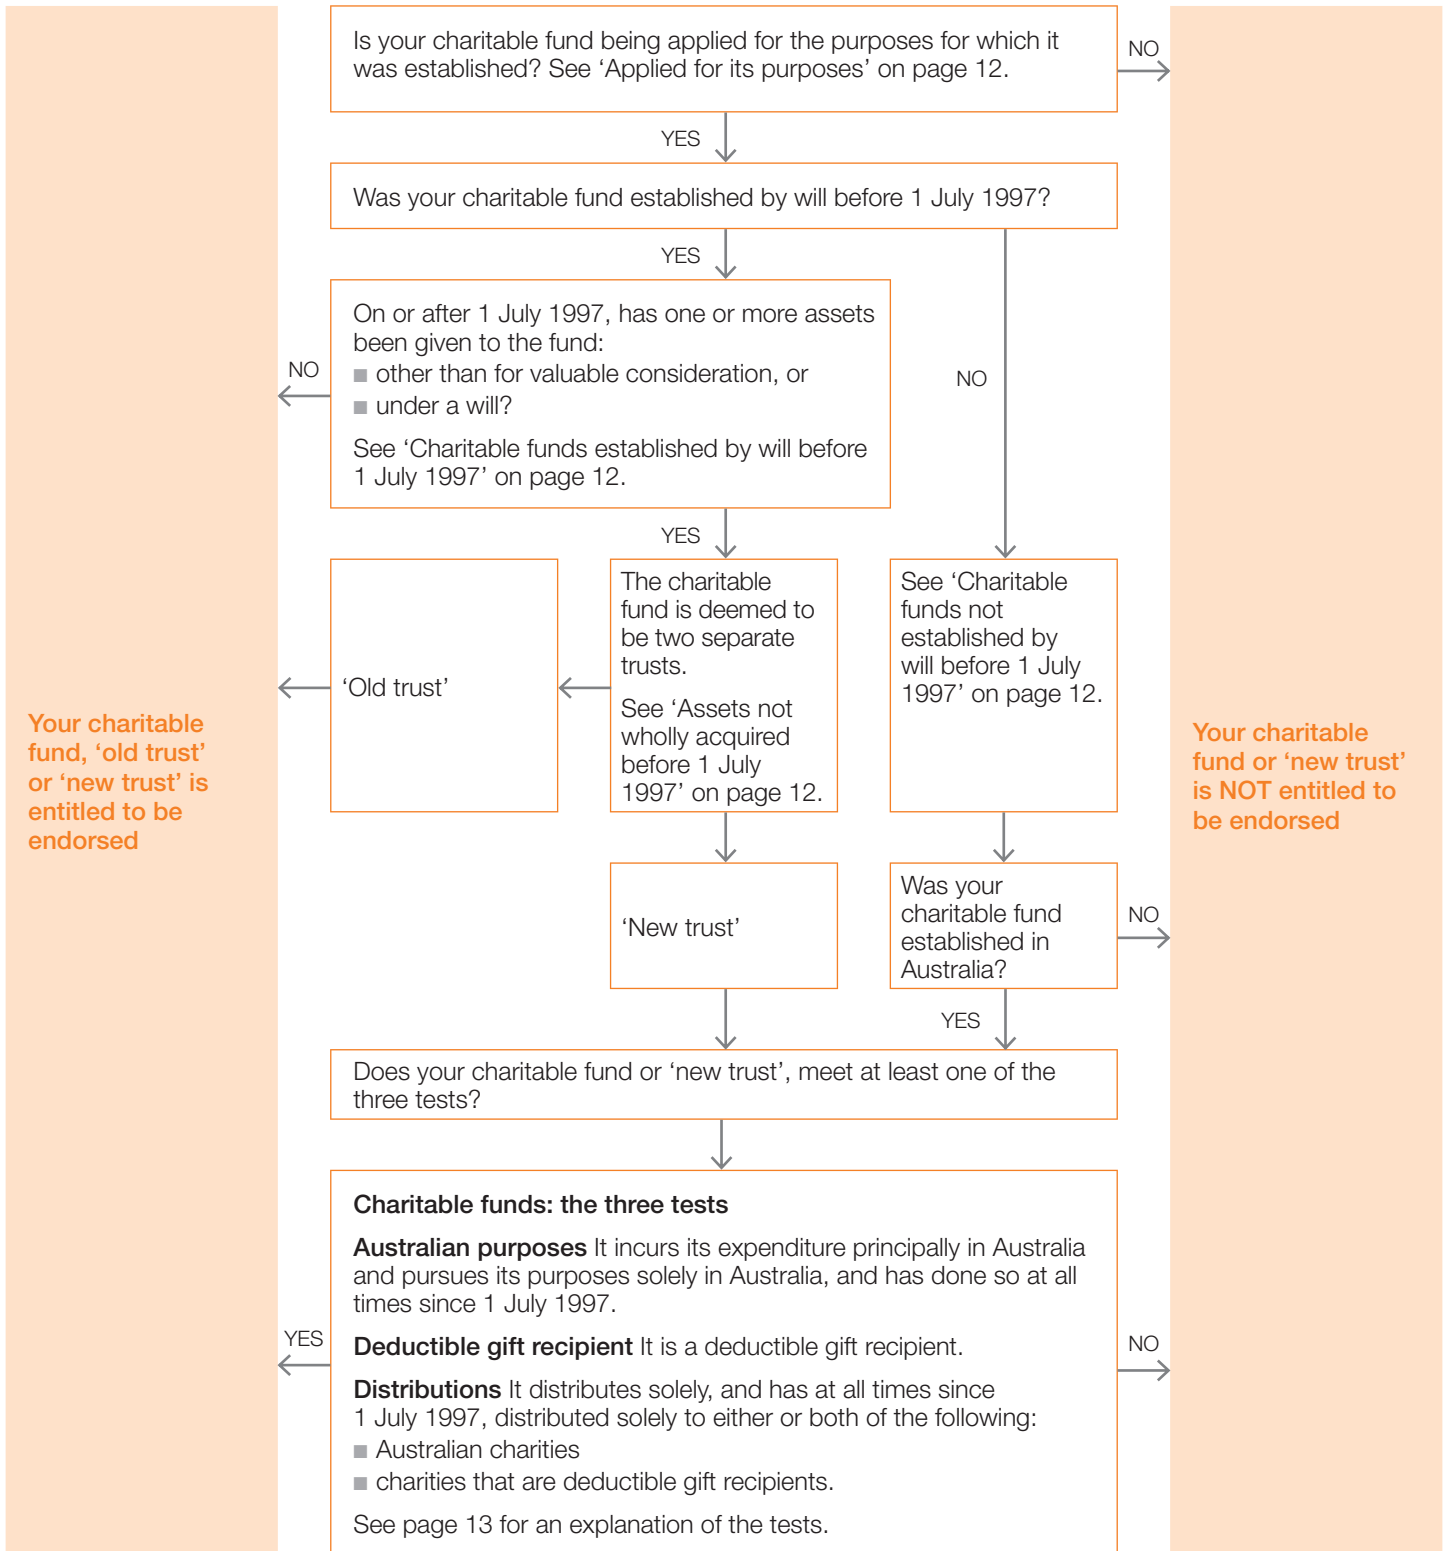 Is your charitable fund being applied for the purposes for which it
was established? See ‘Applied for its purposes’ on page 12.
NO
YES
Was your charitable fund established by will before 1 July 1997?
YES
On or after 1 July 1997, has one or more assets
been given to the fund:
■ other than for valuable consideration, or
■ under a will?
See ‘Charitable funds established by will before
1 July 1997’ on page 12.
NO
NO
YES
‘Old trust’
The charitable
fund is deemed to
be two separate
trusts.
See ‘Assets not
wholly acquired
before 1 July
1997’ on page 12.
See ‘Charitable
funds not
established by
will before 1 July
1997’ on page 12.
Your charitable
fund, ‘old trust’
or ‘new trust’ is
entitled to be
endorsed
Your charitable
fund or ‘new trust’
is NOT entitled to
be endorsed
‘New trust’
Was your
charitable fund
established in
Australia?
NO
YES
Does your charitable fund or ‘new trust’, meet at least one of the
three tests?
Charitable funds: the three tests
Australian purposes It incurs its expenditure principally in Australia
and pursues its purposes solely in Australia, and has done so at all
times since 1 July 1997.
YES
Deductible gift recipient It is a deductible gift recipient.
NO
Distributions It distributes solely, and has at all times since
1 July 1997, distributed solely to either or both of the following:
■ Australian charities
■ charities that are deductible gift recipients.
See page 13 for an explanation of the tests.